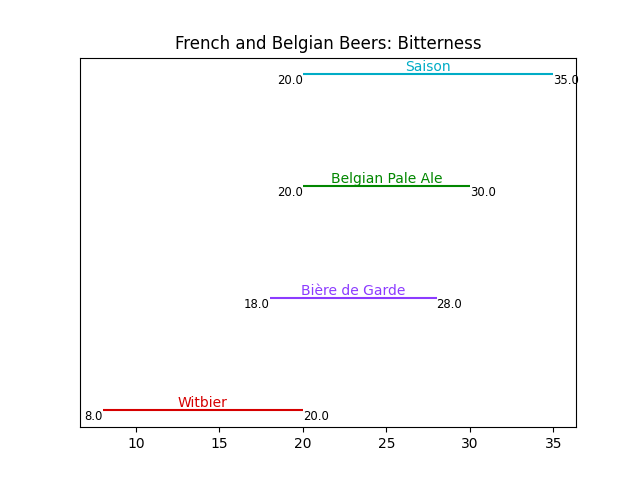 French and Belgian Beers: Bitterness
Saison
20.0 35.0
Belgian Pale Ale
20.0 30.0
Bière de Garde
18.0 28.0
Witbier
8.0 20.0
10 15 20 25 30 35